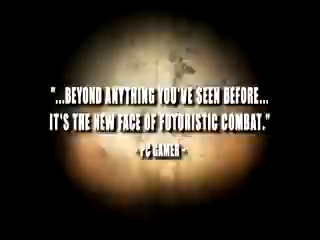 "...BEYOND ANYTHING YOU'VE SEEN BEFORE...
IT'S THE NEW FACE OF FUTURISTIC COMBAT."
- PC GAMER -